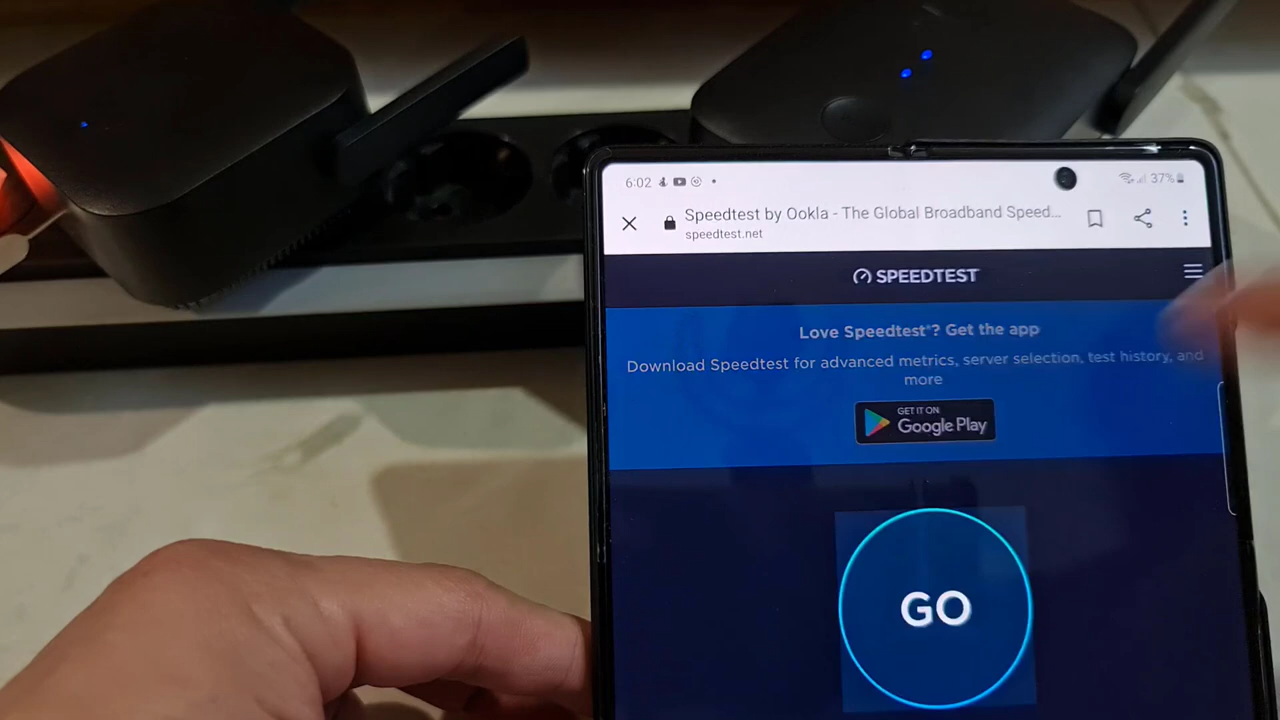 6:02
37%
Speedtest by Ookla - The Global Broadband Speed...
speedtest.net
SPEEDTEST
Love Speedtest®? Get the app
Download Speedtest for advanced metrics, server selection, test history, and
more
GET IT ON
Google Play
GO